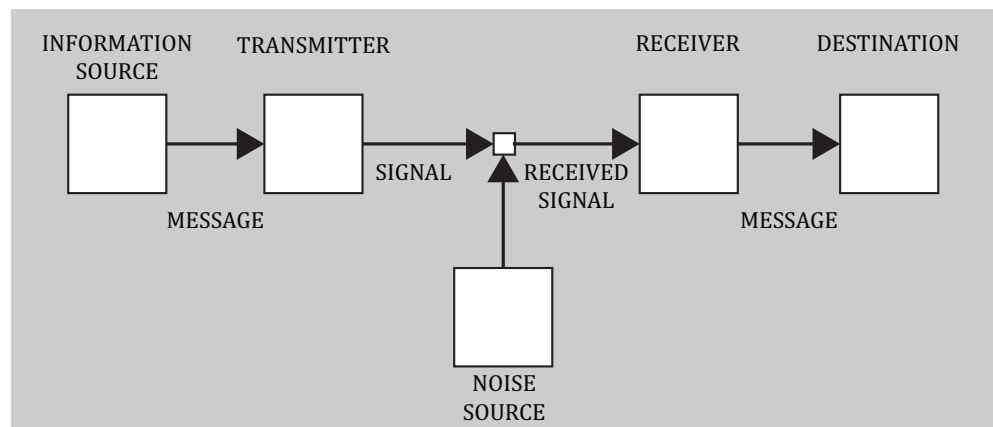 INFORMATION
SOURCE
TRANSMITTER
RECEIVER
DESTINATION
SIGNAL
RECEIVED
SIGNAL
MESSAGE
MESSAGE
NOISE
SOURCE